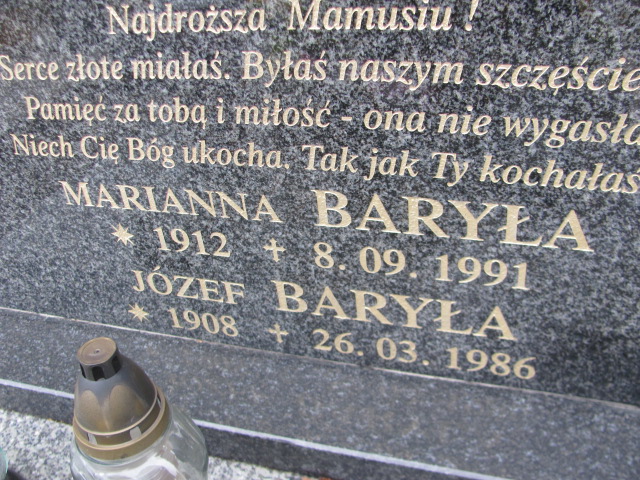 Najdroższa Mamusiu !
Serce złote miałaś. Byłaś naszym szczęście
Pamięć za tobą i miłość - ona nie wygasła
Niech Cię Bóg ukocha. Tak jak Ty kochałaś
MARIANNA BARYŁA
* 1912 + 8. 09. 1991
JÓZEF BARYŁA
* 1908 + 26. 03. 1986